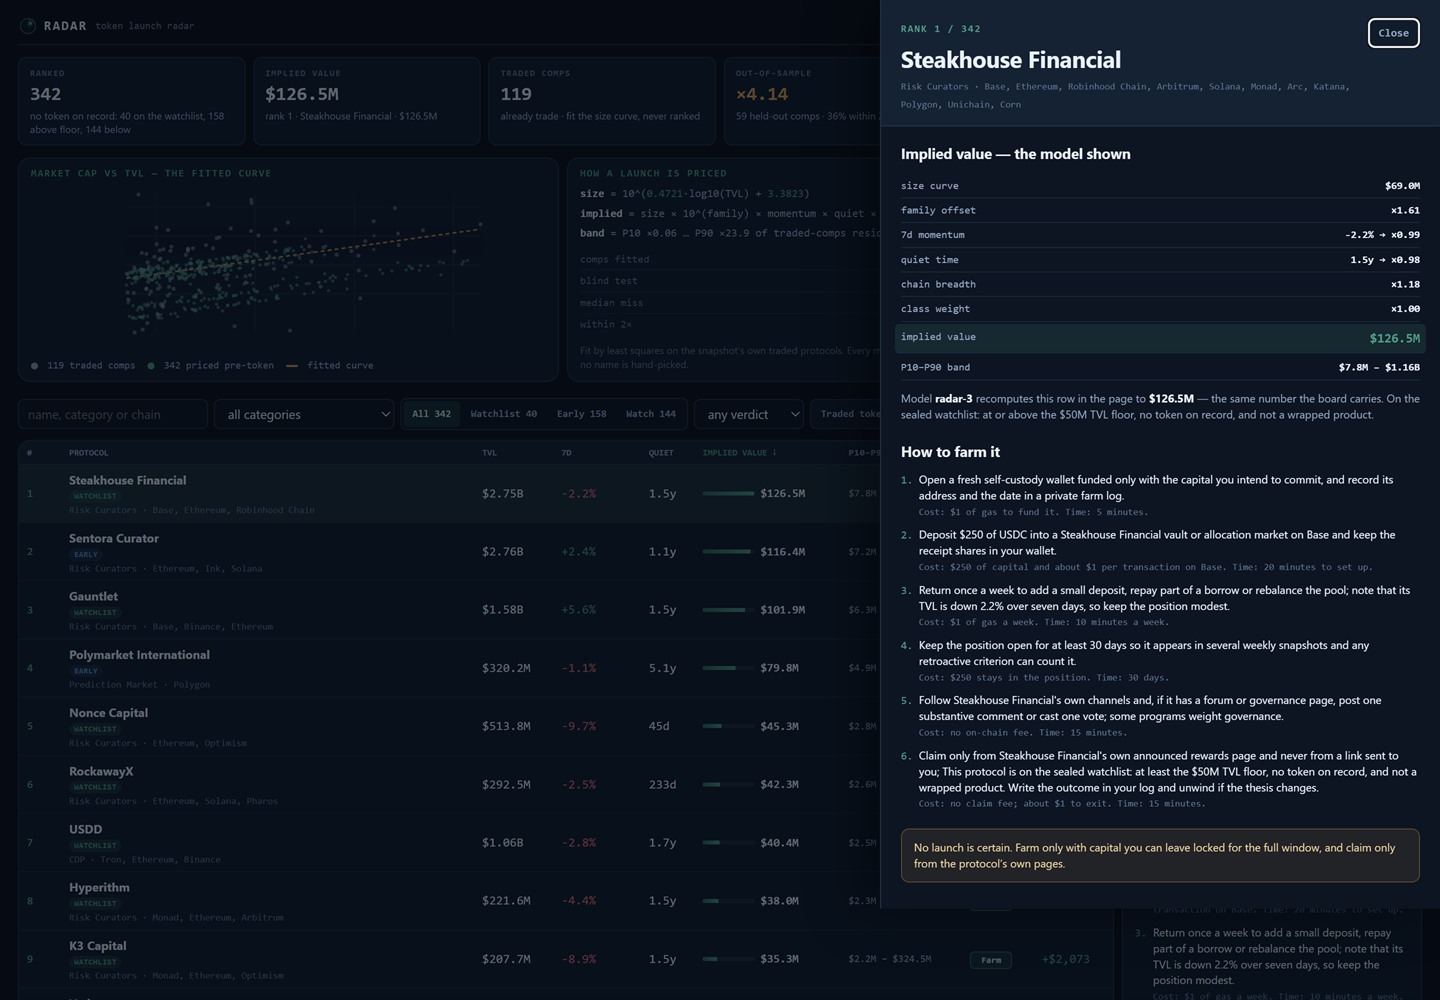 RADAR token launch radar
RANKED
342
no token on record: 40 on the watchlist, 158
above floor, 144 below
IMPLIED VALUE
$126.5M
rank 1 · Steakhouse Financial · $126.5M
TRADED COMPS
119
already trade · fit the size curve, never ranked
OUT-OF-SAMPLE
×4.14
59 held-out comps · 36% within
MARKET CAP VS TVL — THE FITTED CURVE
119 traded comps 342 priced pre-token fitted curve
HOW A LAUNCH IS PRICED
size = 10^(0.4721·log10(TVL) + 3.3823)
implied = size × 10^(family) × momentum × quiet ×
band = P10 ×0.06 … P90 ×23.9 of traded-comps
comps fitted
blind test
median miss
within 2×
Fit by least squares on the snapshot's own traded protocols. Every
no name is hand-picked.
name, category or chain
all categories
All 342 Watchlist 40 Early 158 Watch 144
any verdict
Traded
# PROTOCOL TVL 7D QUIET IMPLIED VALUE ↓
1 Steakhouse Financial $2.75B -2.2% 1.5y $126.5M $7.8M
WATCHLIST
Risk Curators · Base, Ethereum, Robinhood Chain
2 Sentora Curator $2.76B +2.4% 1.1y $116.4M $7.2M
EARLY
Risk Curators · Ethereum, Ink, Solana
3 Gauntlet $1.58B +5.6% 1.5y $101.9M $6.3M
WATCHLIST
Risk Curators · Base, Binance, Ethereum
4 Polymarket International $320.2M -1.1% 5.1y $79.8M $4.9M
EARLY
Prediction Market · Polygon
5 Nonce Capital $513.8M -9.7% 45d $45.3M $2.8M
WATCHLIST
Risk Curators · Ethereum, Optimism
6 RockawayX $292.5M -2.5% 233d $42.3M $2.6M
WATCHLIST
Risk Curators · Ethereum, Solana, Pharos
7 USDD $1.06B -2.8% 1.7y $40.4M $2.5M
WATCHLIST
CDP · Tron, Ethereum, Binance
8 Hyperithm $221.6M -4.4% 1.5y $38.0M $2.3M
WATCHLIST
Risk Curators · Monad, Ethereum, Arbitrum
9 K3 Capital $207.7M -8.9% 1.5y $35.3M $2.2M – $324.5M Farm +$2,073
WATCHLIST
Risk Curators · Monad, Ethereum, Optimism
RANK 1 / 342
Close
Steakhouse Financial
Risk Curators · Base, Ethereum, Robinhood Chain, Arbitrum, Solana, Monad, Arc, Katana,
Polygon, Unichain, Corn
Implied value — the model shown
size curve $69.0M
family offset ×1.61
7d momentum -2.2% → ×0.99
quiet time 1.5y → ×0.98
chain breadth ×1.18
class weight ×1.00
implied value $126.5M
P10–P90 band $7.8M – $1.16B
Model radar-3 recomputes this row in the page to $126.5M — the same number the board carries. On the
sealed watchlist: at or above the $50M TVL floor, no token on record, and not a wrapped product.
How to farm it
1. Open a fresh self-custody wallet funded only with the capital you intend to commit, and record its
address and the date in a private farm log.
Cost: $1 of gas to fund it. Time: 5 minutes.
2. Deposit $250 of USDC into a Steakhouse Financial vault or allocation market on Base and keep the
receipt shares in your wallet.
Cost: $250 of capital and about $1 per transaction on Base. Time: 20 minutes to set up.
3. Return once a week to add a small deposit, repay part of a borrow or rebalance the pool; note that its
TVL is down 2.2% over seven days, so keep the position modest.
Cost: $1 of gas a week. Time: 10 minutes a week.
4. Keep the position open for at least 30 days so it appears in several weekly snapshots and any
retroactive criterion can count it.
Cost: $250 stays in the position. Time: 30 days.
5. Follow Steakhouse Financial's own channels and, if it has a forum or governance page, post one
substantive comment or cast one vote; some programs weight governance.
Cost: no on-chain fee. Time: 15 minutes.
6. Claim only from Steakhouse Financial's own announced rewards page and never from a link sent to
you; This protocol is on the sealed watchlist: at least the $50M TVL floor, no token on record, and not a
wrapped product. Write the outcome in your log and unwind if the thesis changes.
Cost: no claim fee; about $1 to exit. Time: 15 minutes.
No launch is certain. Farm only with capital you can leave locked for the full window, and claim only
from the protocol's own pages.
transaction on Base. Time: 20 minutes to set up.
3. Return once a week to add a small deposit, repay
part of a borrow or rebalance the pool; note that its
TVL is down 2.2% over seven days, so keep the
position modest.
Cost: $1 of gas a week. Time: 10 minutes a week.